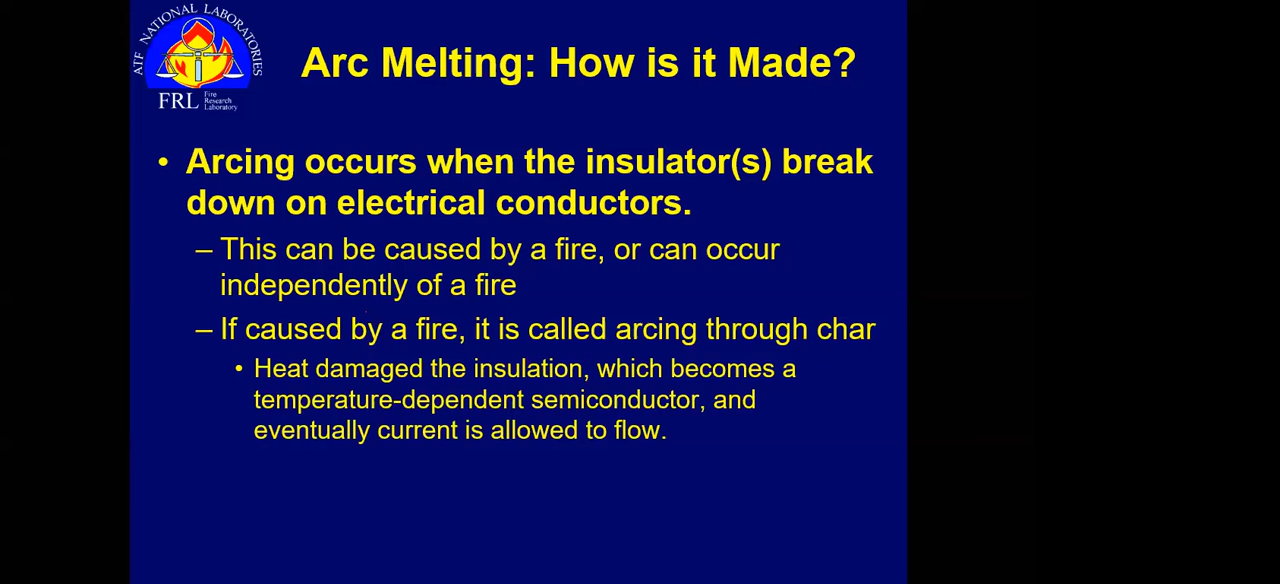 ATF NATIONAL LABORATORIES
FRL Fire
Research
Laboratory
Arc Melting: How is it Made?
• Arcing occurs when the insulator(s) break
down on electrical conductors.
– This can be caused by a fire, or can occur
independently of a fire
– If caused by a fire, it is called arcing through char
• Heat damaged the insulation, which becomes a
temperature-dependent semiconductor, and
eventually current is allowed to flow.